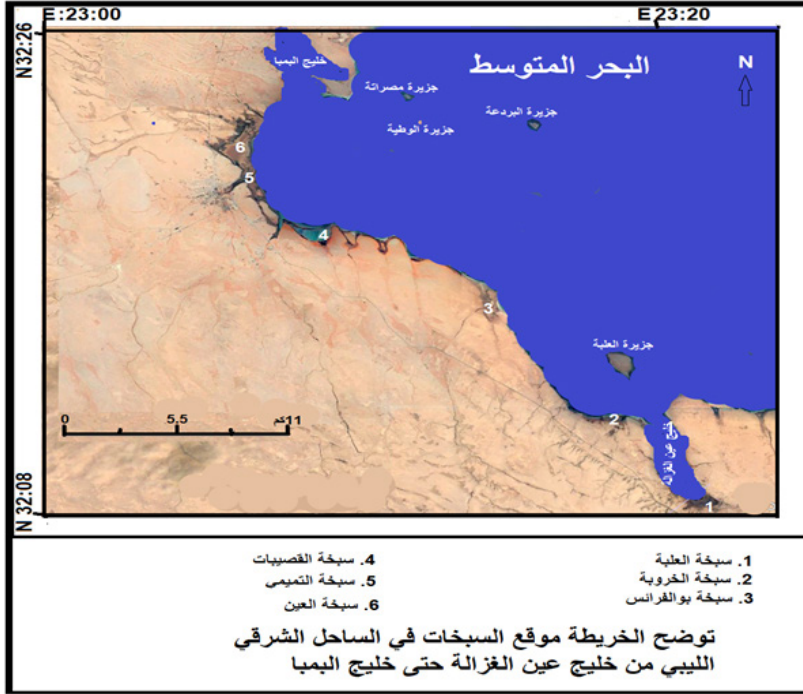 E:23:00
E:23:20
N32:26
N 32:08
البحر المتوسط
N
خليج البمبا
جزيرة مصراتة
جزيرة البردعة
جزيرة الوطية
6
5
4
3
جزيرة العلبة
2
خليج عين الغزالة
1
0
5.5
11كم
1. سبخة العلبة
2. سبخة الخروبة
3. سبخة بوالفرائس
4. سبخة القصيبات
5. سبخة التميمي
6. سبخة العين
توضح الخريطة موقع السبخات في الساحل الشرقي
الليبي من خليج عين الغزالة حتى خليج البمبا